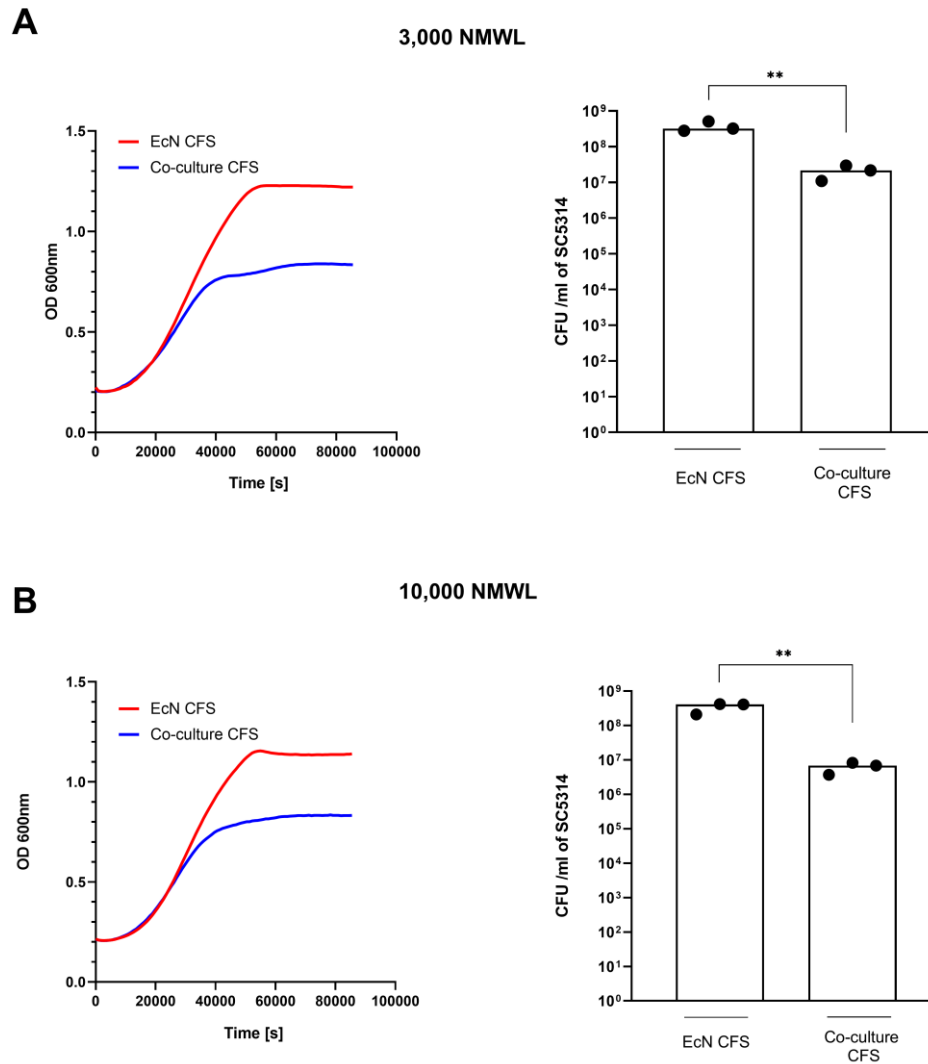 A
3,000 NMWL
1.5
1.0
0.5
0.0
OD 600nm
EcN CFS
Co-culture CFS
0 20000 40000 60000 80000 100000
Time [s]
**
10⁹
10⁸
10⁷
10⁶
10⁵
10⁴
10³
10²
10¹
10⁰
CFU /ml of SC5314
EcN CFS
Co-culture
CFS
B
10,000 NMWL
1.5
1.0
0.5
0.0
OD 600nm
EcN CFS
Co-culture CFS
0 20000 40000 60000 80000 100000
Time [s]
**
10⁹
10⁸
10⁷
10⁶
10⁵
10⁴
10³
10²
10¹
10⁰
CFU /ml of SC5314
EcN CFS
Co-culture
CFS